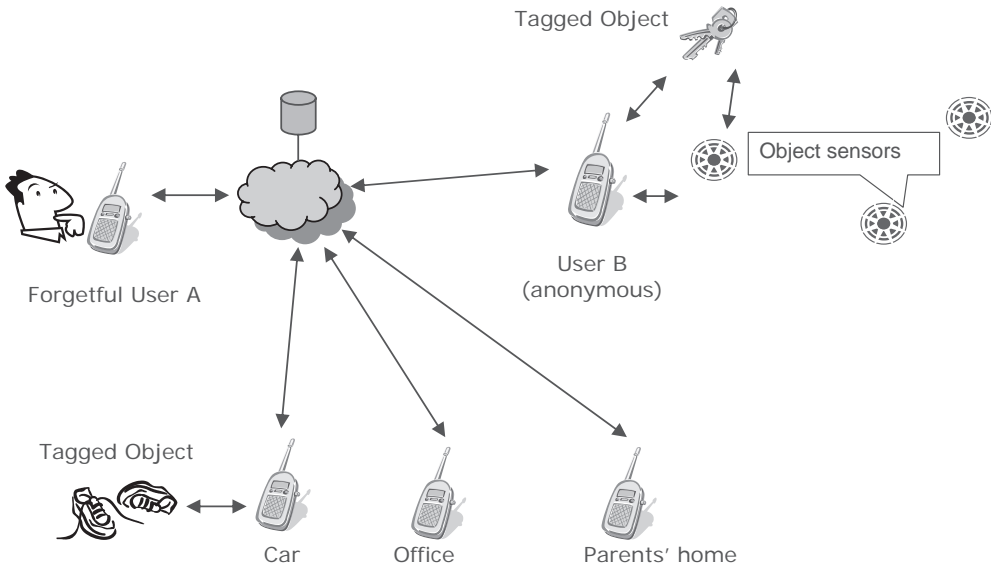 Tagged Object
Object sensors
Forgetful User A
User B
(anonymous)
Tagged Object
Car
Office
Parents' home